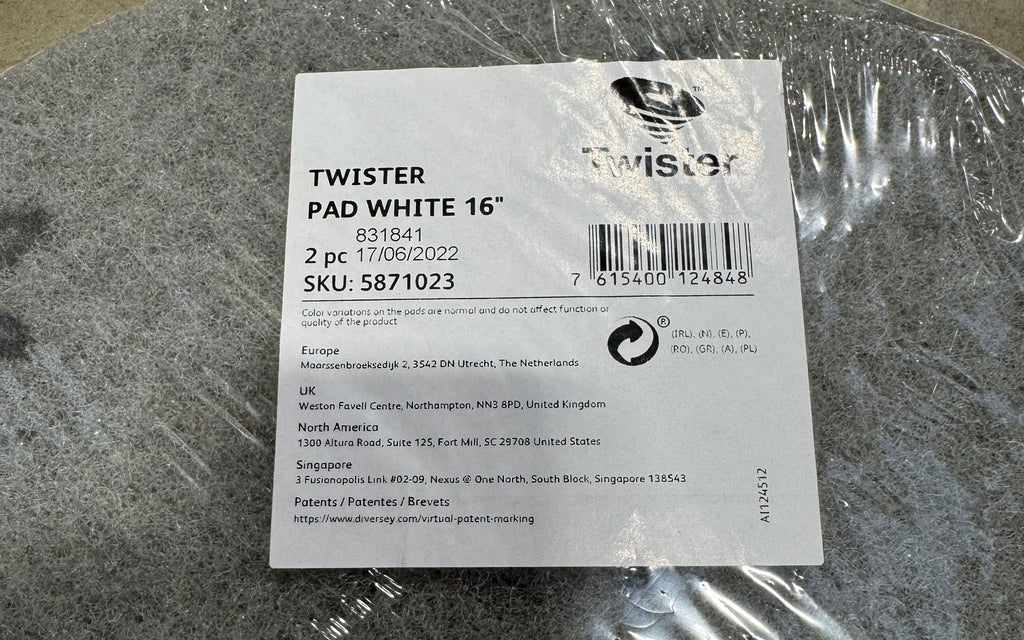 TM
Twister
TWISTER
PAD WHITE 16"
831841
2 pc 17/06/2022
SKU: 5871023
7 615400 124848
Color variations on the pads are normal and do not affect function or
quality of the product
®
(IRL), (N), (E), (P),
(RO), (GR), (A), (PL)
Europe
Maarssenbroeksedijk 2, 3542 DN Utrecht, The Netherlands
UK
Weston Favell Centre, Northampton, NN3 8PD, United Kingdom
North America
1300 Altura Road, Suite 125, Fort Mill, SC 29708 United States
Singapore
3 Fusionopolis Link #02-09, Nexus @ One North, South Block, Singapore 138543
Patents / Patentes / Brevets
https://www.diversey.com/virtual-patent-marking
AI124512